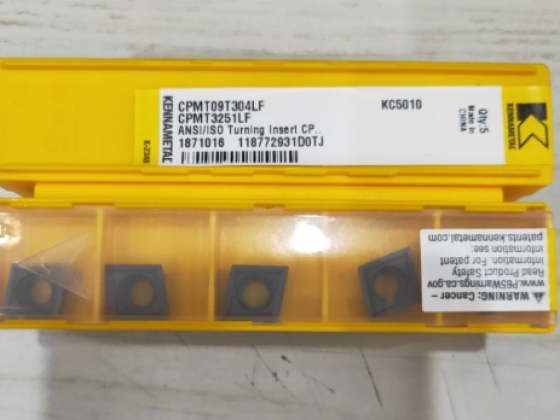 KENNAMETAL
K-2348
CPMT09T304LF
CPMT3251LF
ANSI/ISO Turning Insert CP..
1871016 118772931D0TJ
KC5010
Qty:5
Made in
CHINA
KENNAMETAL
WARNING: Cancer –
www.P65Warnings.ca.gov
Read Product Safety
Information. For patent
information see:
patents.kennametal.com